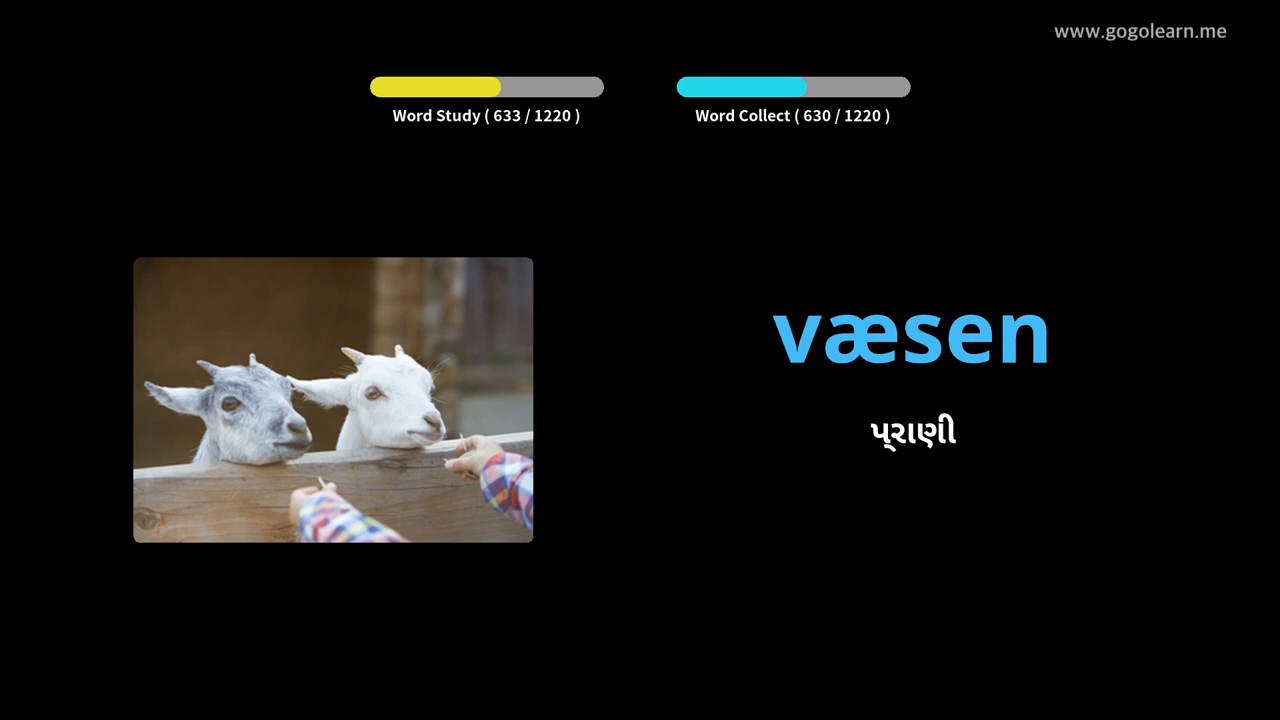 www.gogolearn.me
Word Study ( 633 / 1220 )
Word Collect ( 630 / 1220 )
væsen
પ્રાણી